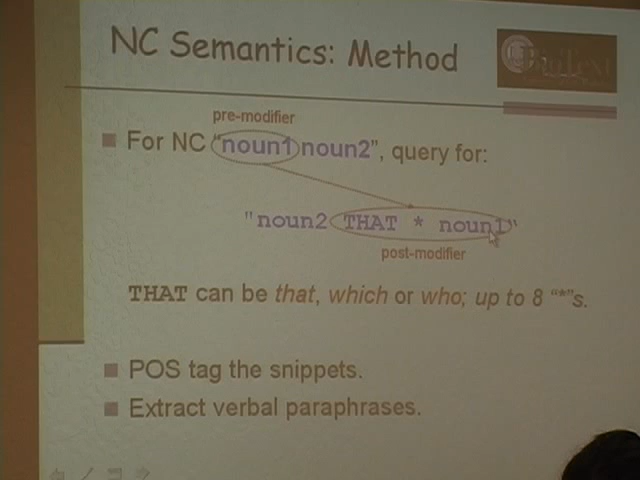 NC Semantics: Method
BioText
pre-modifier
For NC "noun1 noun2", query for:
"noun2 THAT * noun1"
post-modifier
THAT can be that, which or who; up to 8 "*"s.
POS tag the snippets.
Extract verbal paraphrases.